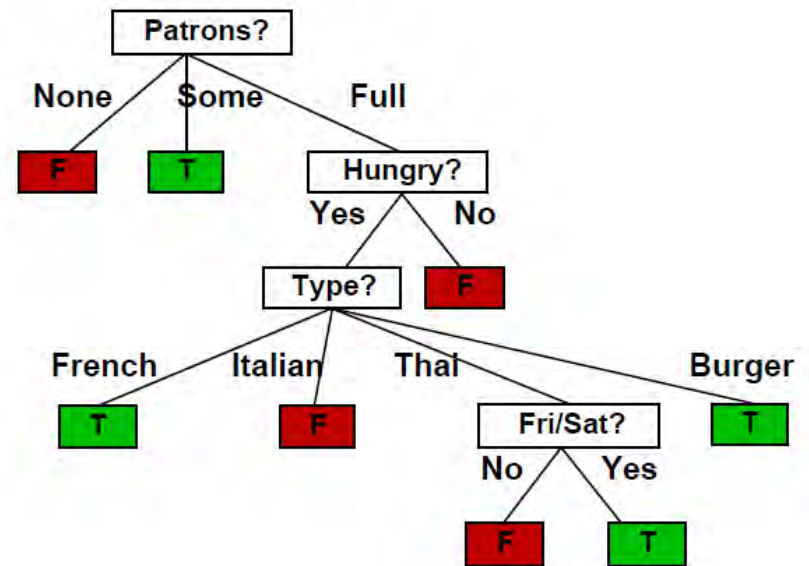 Patrons?
None Some Full
F T Hungry?
Yes No
Type? F
French Italian Thai Burger
T F Fri/Sat? T
No Yes
F T